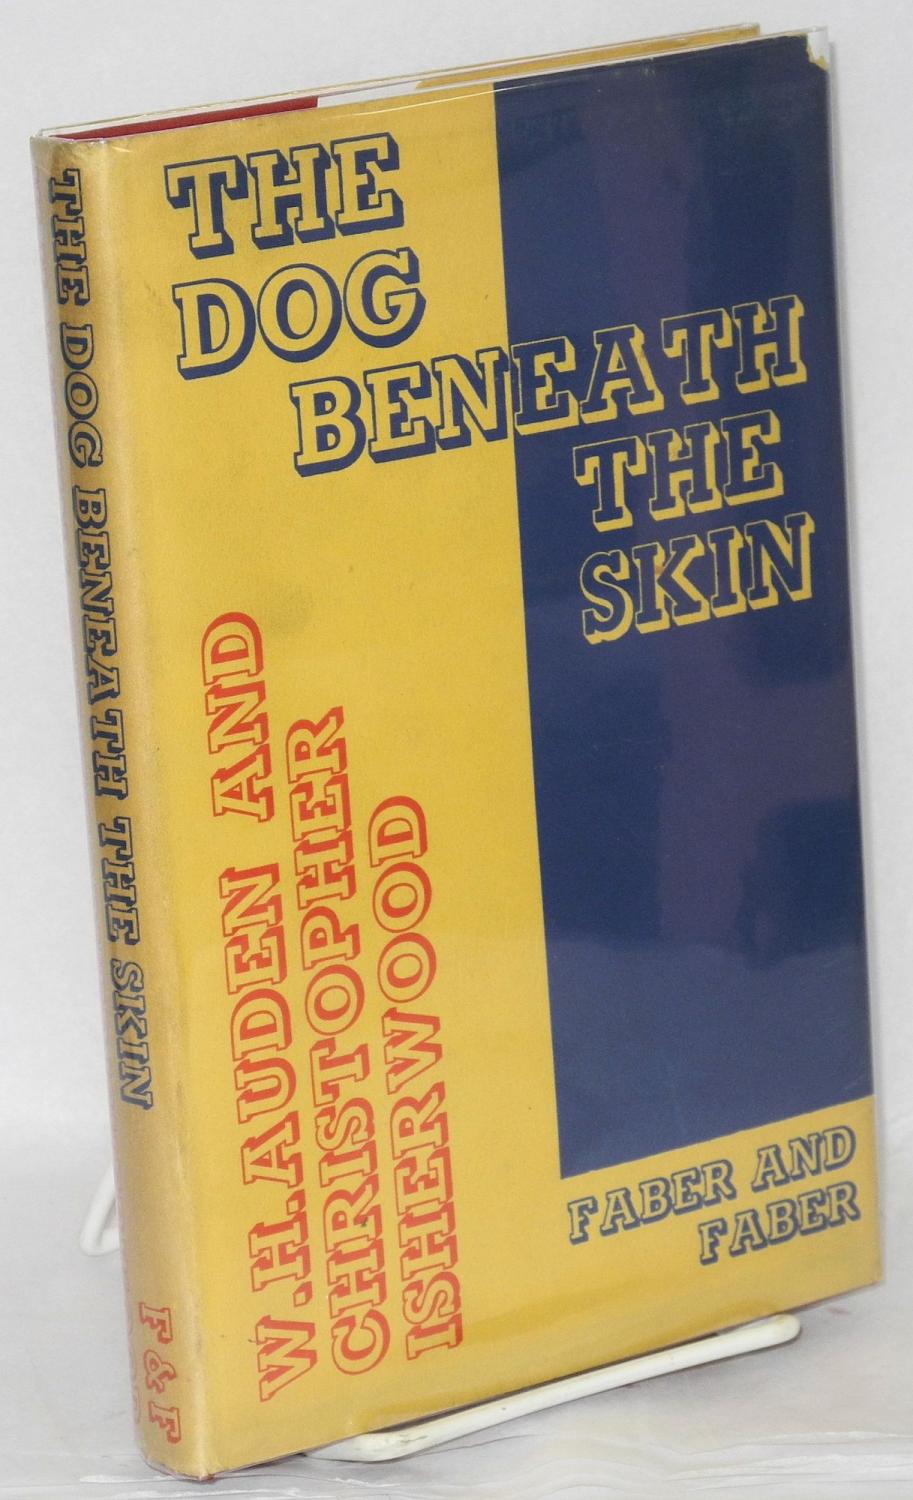 THE
DOG
BENEATH
THE
SKIN
W.H.AUDEN AND
CHRISTOPHER
ISHERWOOD
FABER AND
FABER
THE DOG BENEATH THE SKIN
F & F